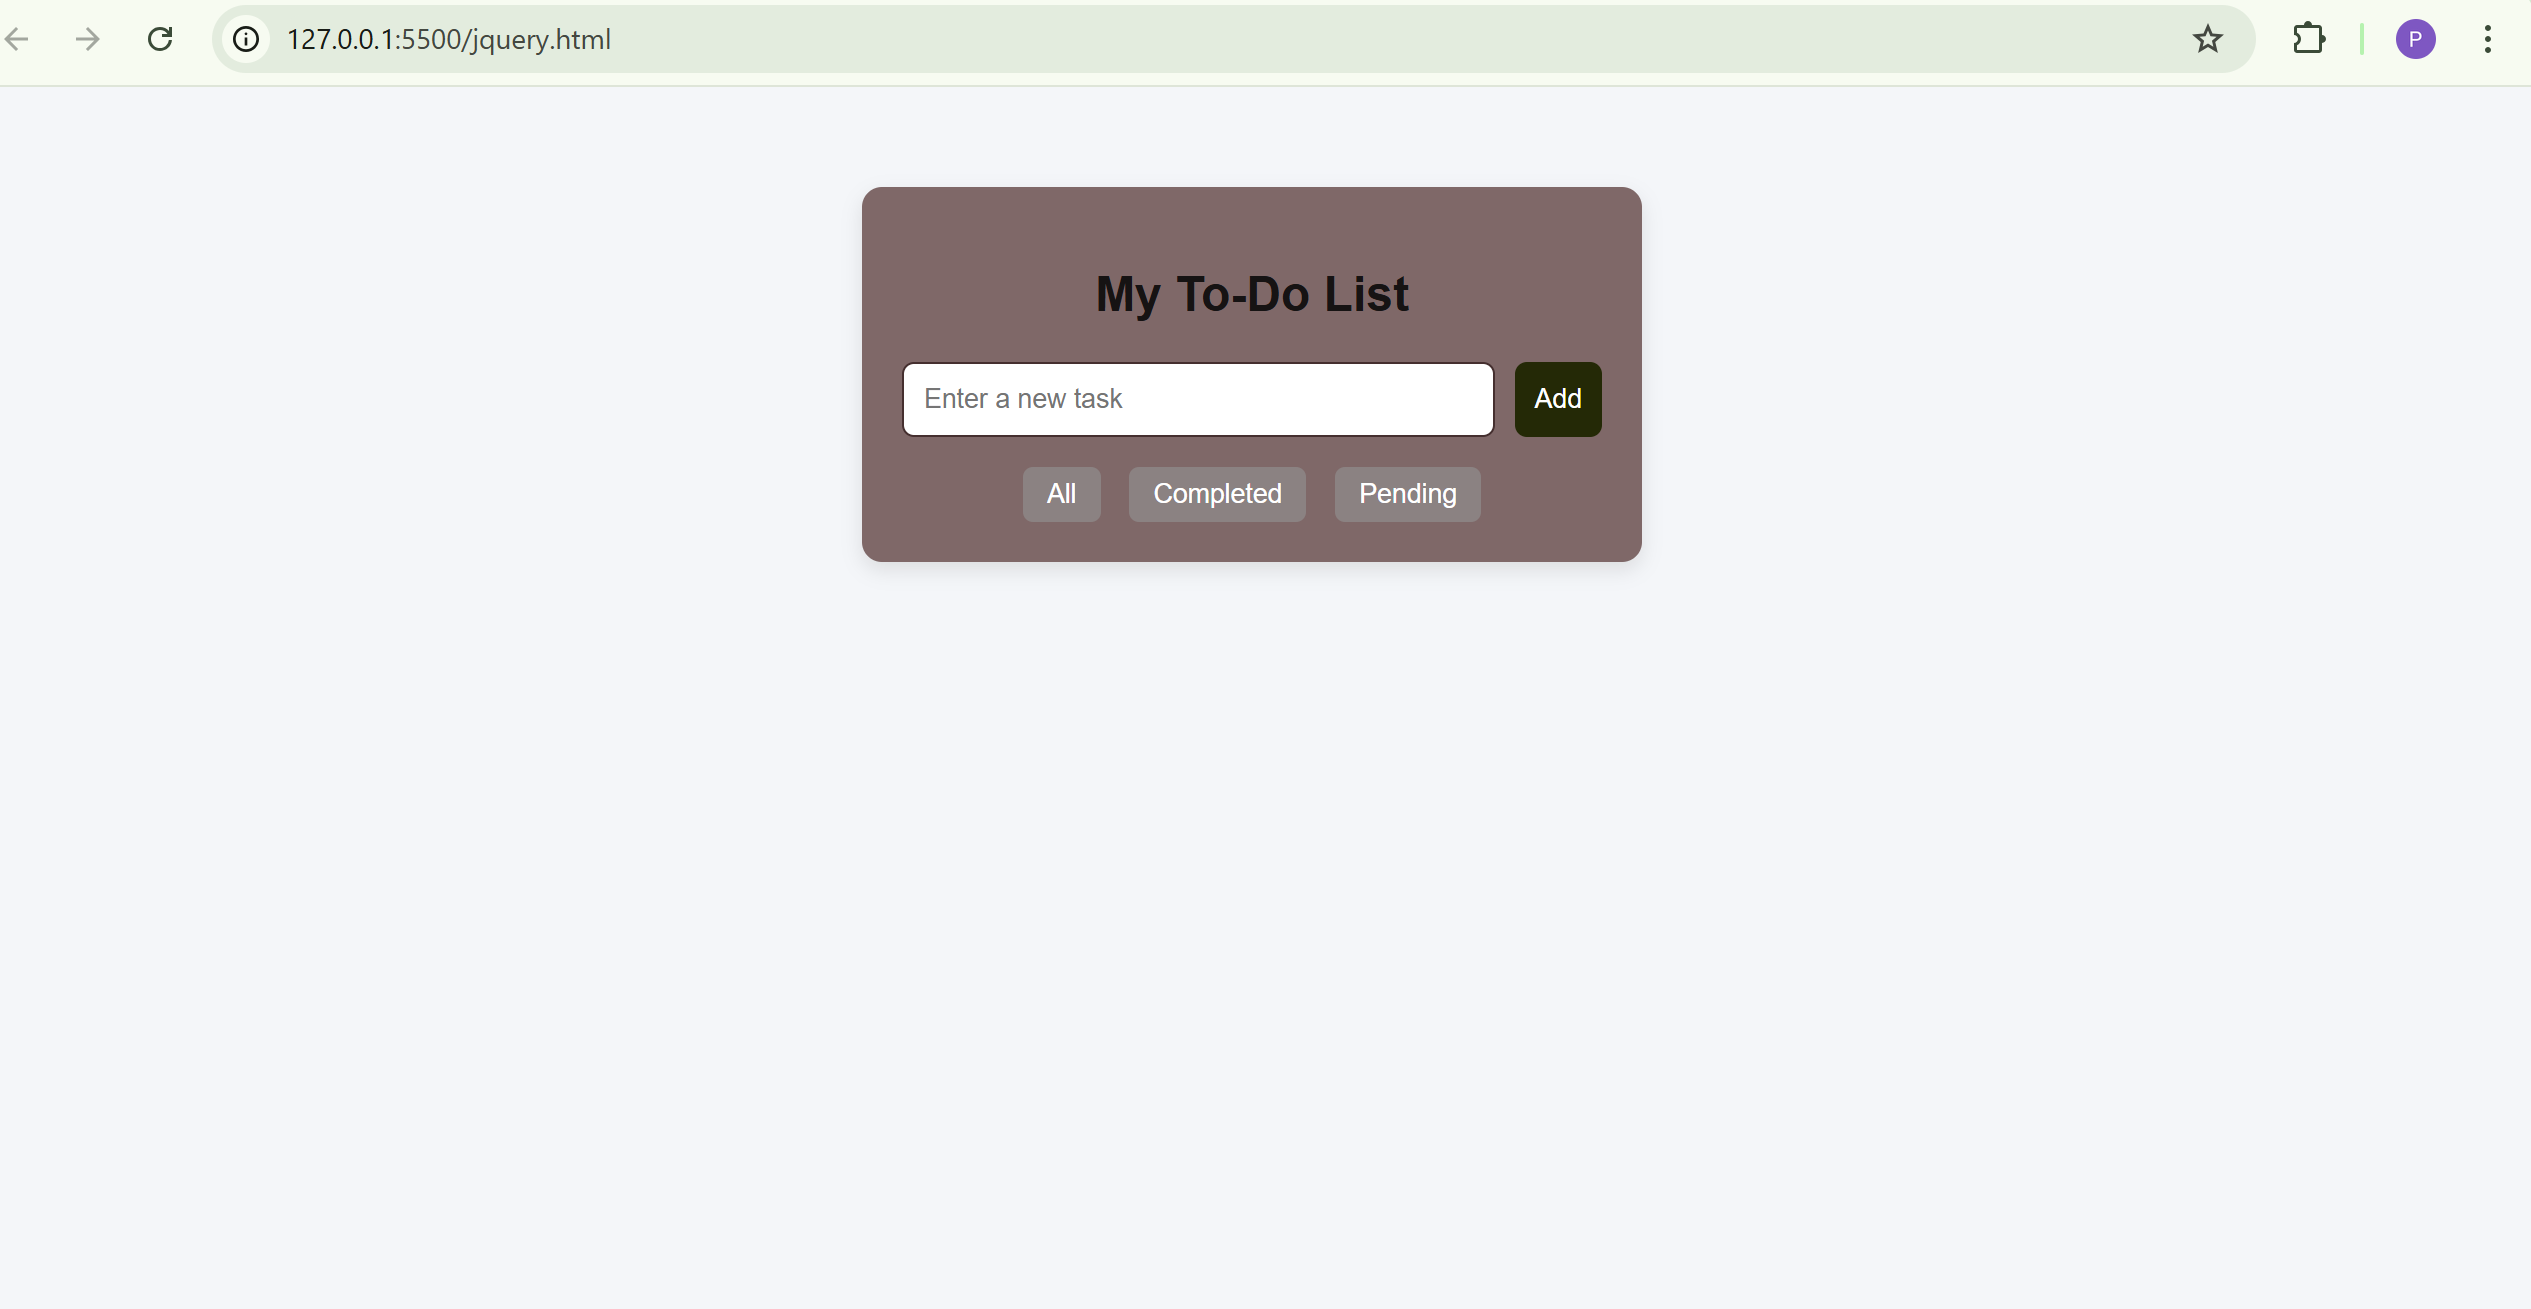 127.0.0.1:5500/jquery.html
P
My To-Do List
Enter a new task
Add
All
Completed
Pending